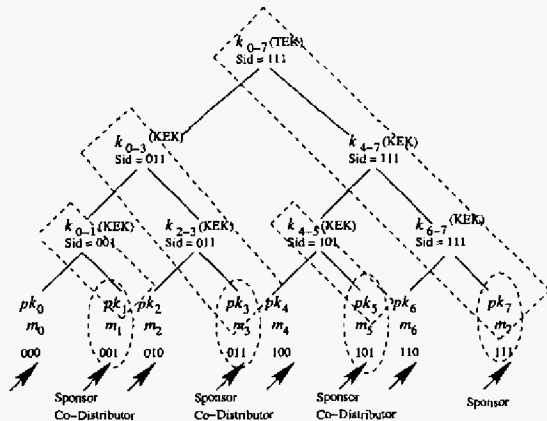 k0-7(TEK)
Sid = 111
k0-3(KEK)
Sid = 011
k4-7(KEK)
Sid = 111
k0-1(KEK)
Sid = 001
k2-3(KEK)
Sid = 011
k4-5(KEK)
Sid = 101
k6-7(KEK)
Sid = 111
pk0 pk1 pk2 pk3 pk4 pk5 pk6 pk7
m0 m1 m2 m3 m4 m5 m6 m7
000 001 010 011 100 101 110 111
Sponsor Sponsor Sponsor Sponsor
Co-Distributor Co-Distributor Co-Distributor